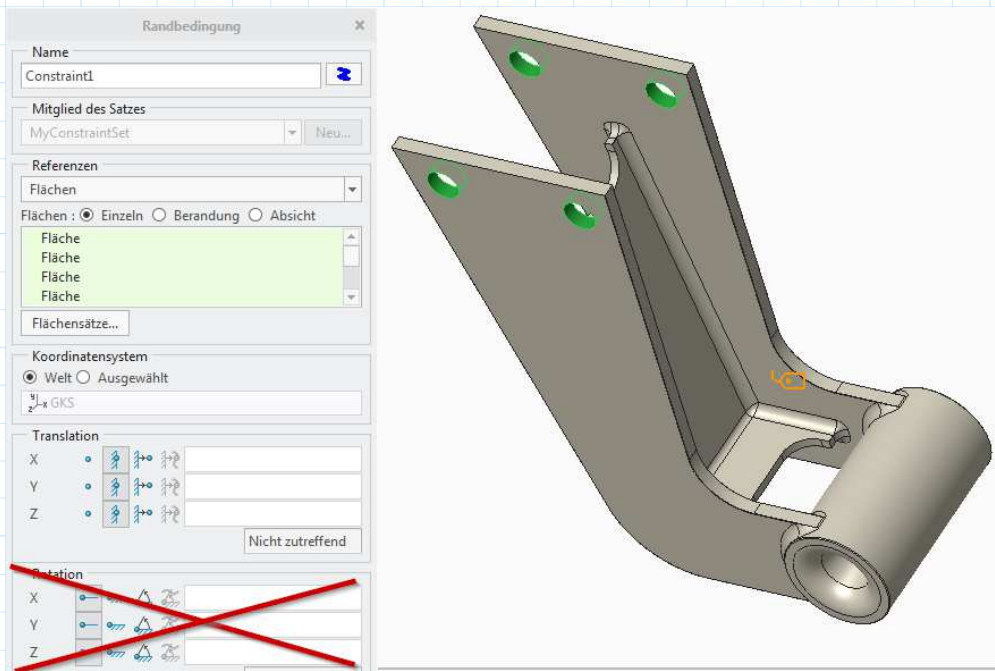 Randbedingung
Name
Constraint1
Mitglied des Satzes
MyConstraintSet Neu...
Referenzen
Flächen
Flächen : Einzeln Berandung Absicht
Fläche
Fläche
Fläche
Fläche
Flächensätze...
Koordinatensystem
Welt Ausgewählt
y z x GKS
Translation
X
Y
Z
Nicht zutreffend
Rotation
X
Y
Z